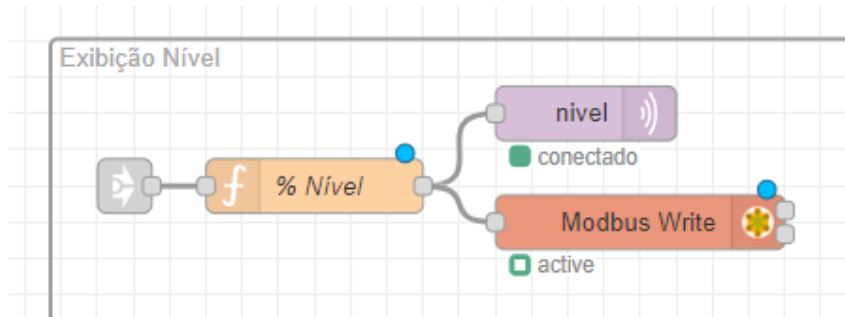 Exibição Nível
nivel
conectado
% Nível
Modbus Write
active